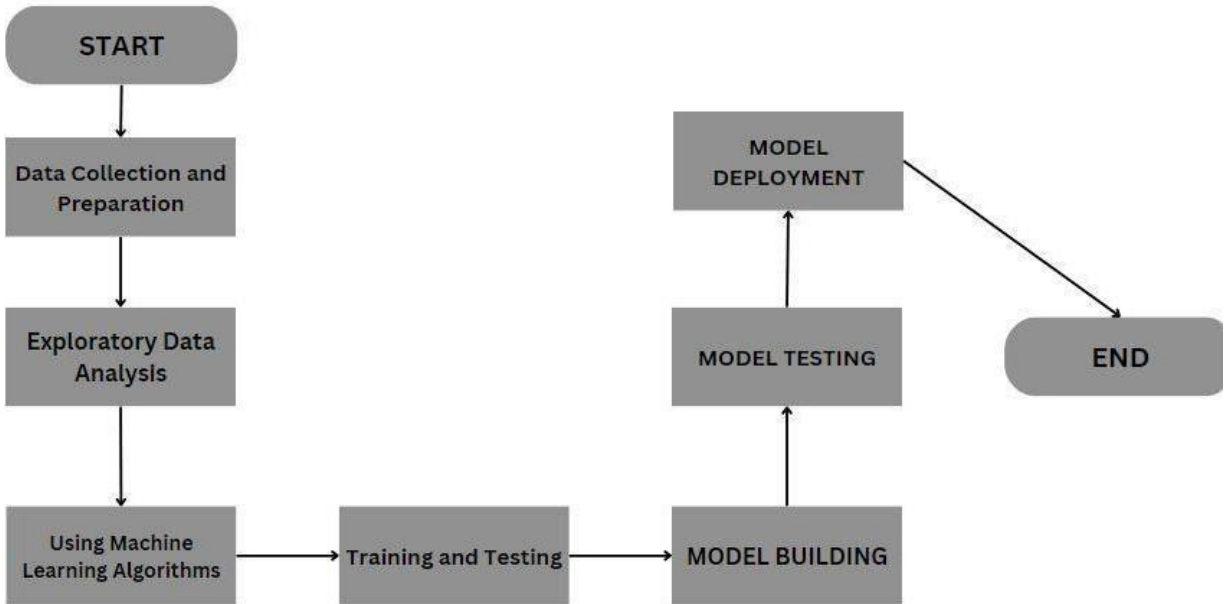 START
Data Collection and
Preparation
Exploratory Data
Analysis
Using Machine
Learning Algorithms
Training and Testing
MODEL BUILDING
MODEL TESTING
MODEL
DEPLOYMENT
END